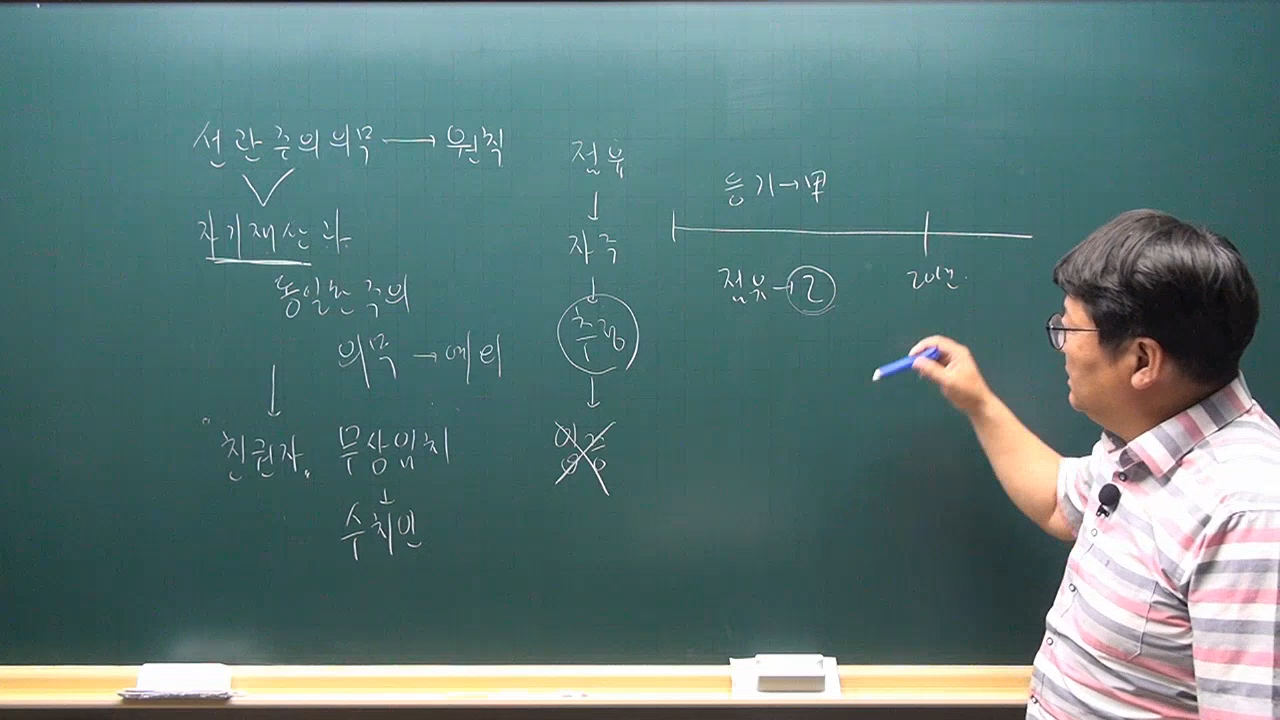 선관주의의무 → 원칙
자기재산과
동일한 주의
의무 → 예외
"친권자" 무상임치
↓
수치인
점유
↓
자주
↓
추정
↓
입증
등기→甲
점유→乙
20년.